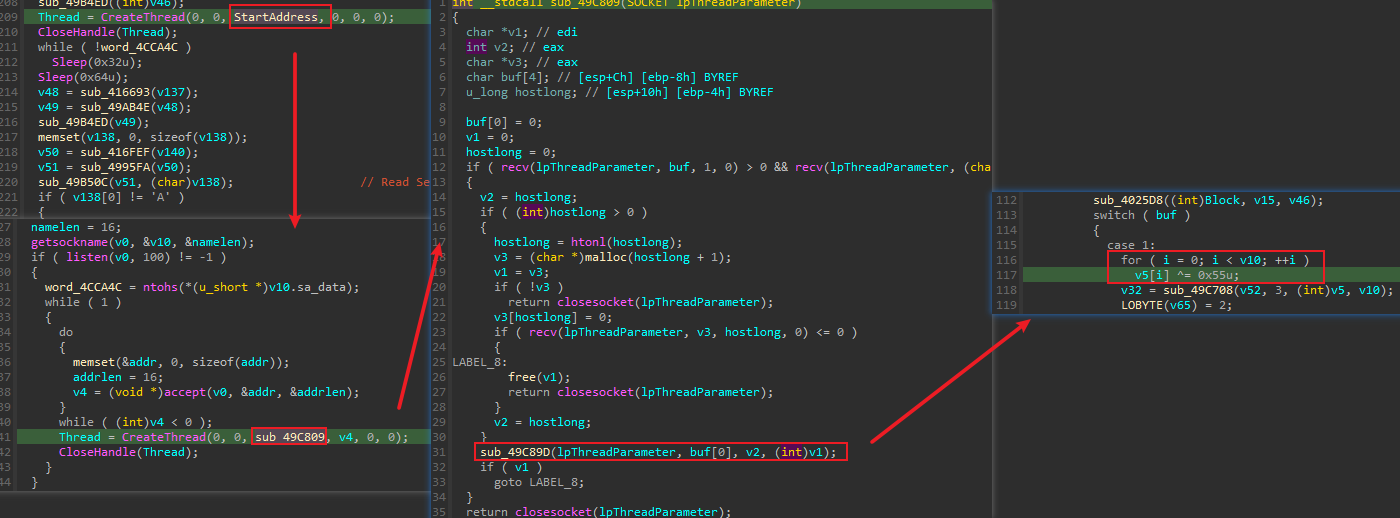 208 sub_49B4ED((int)v46);
209 Thread = CreateThread(0, 0, StartAddress, 0, 0, 0);
210 CloseHandle(Thread);
211 while ( !word_4CCA4C )
212 Sleep(0x32u);
213 Sleep(0x64u);
214 v48 = sub_416693(v137);
215 v49 = sub_49AB4E(v48);
216 sub_49B4ED(v49);
217 memset(v138, 0, sizeof(v138));
218 v50 = sub_416FEF(v140);
219 v51 = sub_4995FA(v50);
220 sub_49B50C(v51, (char)v138); // Read Se
221 if ( v138[0] != 'A' )
222 {
27 namelen = 16;
28 getsockname(v0, &v10, &namelen);
29 if ( listen(v0, 100) != -1 )
30 {
31 word_4CCA4C = ntohs(*(u_short *)v10.sa_data);
32 while ( 1 )
33 {
34 do
35 {
36 memset(&addr, 0, sizeof(addr));
37 addrlen = 16;
38 v4 = (void *)accept(v0, &addr, &addrlen);
39 }
40 while ( (int)v4 < 0 );
41 Thread = CreateThread(0, 0, sub_49C809, v4, 0, 0);
42 CloseHandle(Thread);
43 }
44 }
1 int __stdcall sub_49C809(SOCKET lpThreadParameter)
2 {
3 char *v1; // edi
4 int v2; // eax
5 char *v3; // eax
6 char buf[4]; // [esp+Ch] [ebp-8h] BYREF
7 u_long hostlong; // [esp+10h] [ebp-4h] BYREF
8
9 buf[0] = 0;
10 v1 = 0;
11 hostlong = 0;
12 if ( recv(lpThreadParameter, buf, 1, 0) > 0 && recv(lpThreadParameter, (cha
13 {
14 v2 = hostlong;
15 if ( (int)hostlong > 0 )
16 {
17 hostlong = htonl(hostlong);
18 v3 = (char *)malloc(hostlong + 1);
19 v1 = v3;
20 if ( !v3 )
21 return closesocket(lpThreadParameter);
22 v3[hostlong] = 0;
23 if ( recv(lpThreadParameter, v3, hostlong, 0) <= 0 )
24 {
25 LABEL_8:
26 free(v1);
27 return closesocket(lpThreadParameter);
28 }
29 v2 = hostlong;
30 }
31 sub_49C89D(lpThreadParameter, buf[0], v2, (int)v1);
32 if ( v1 )
33 goto LABEL_8;
34 }
35 return closesocket(lpThreadParameter);
112 sub_4025D8((int)Block, v15, v46);
113 switch ( buf )
114 {
115 case 1:
116 for ( i = 0; i < v10; ++i )
117 v5[i] ^= 0x55u;
118 v32 = sub_49C708(v52, 3, (int)v5, v10);
119 LOBYTE(v65) = 2;